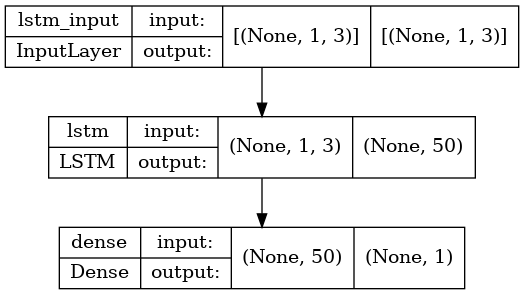 lstm_input input: [(None, 1, 3)] [(None, 1, 3)]
InputLayer output:
lstm input: (None, 1, 3) (None, 50)
LSTM output:
dense input: (None, 50) (None, 1)
Dense output: